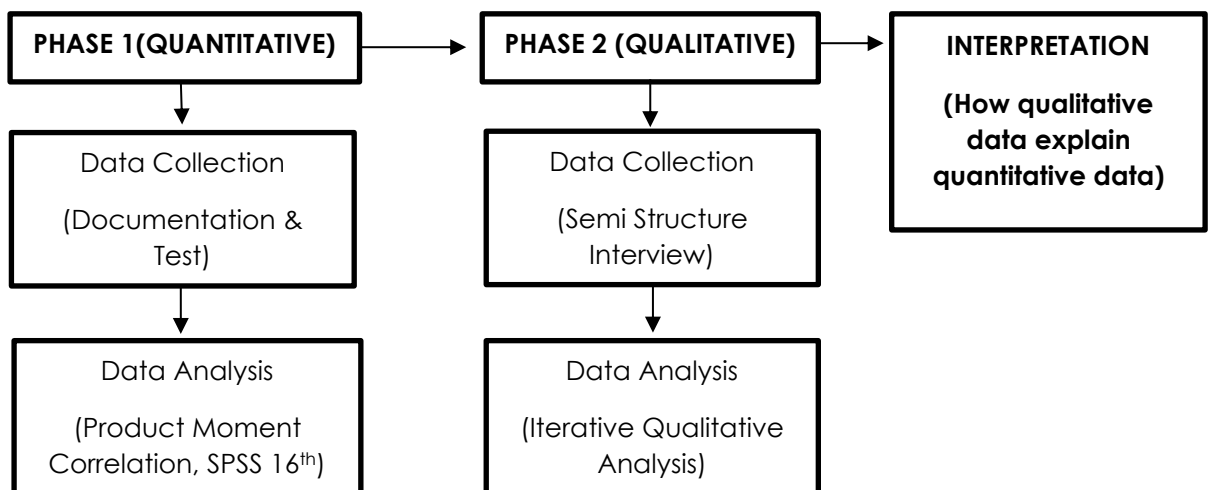 PHASE 1(QUANTITATIVE)
Data Collection
(Documentation &
Test)
Data Analysis
(Product Moment
Correlation, SPSS 16th)
PHASE 2 (QUALITATIVE)
Data Collection
(Semi Structure
Interview)
Data Analysis
(Iterative Qualitative
Analysis)
INTERPRETATION
(How qualitative
data explain
quantitative data)